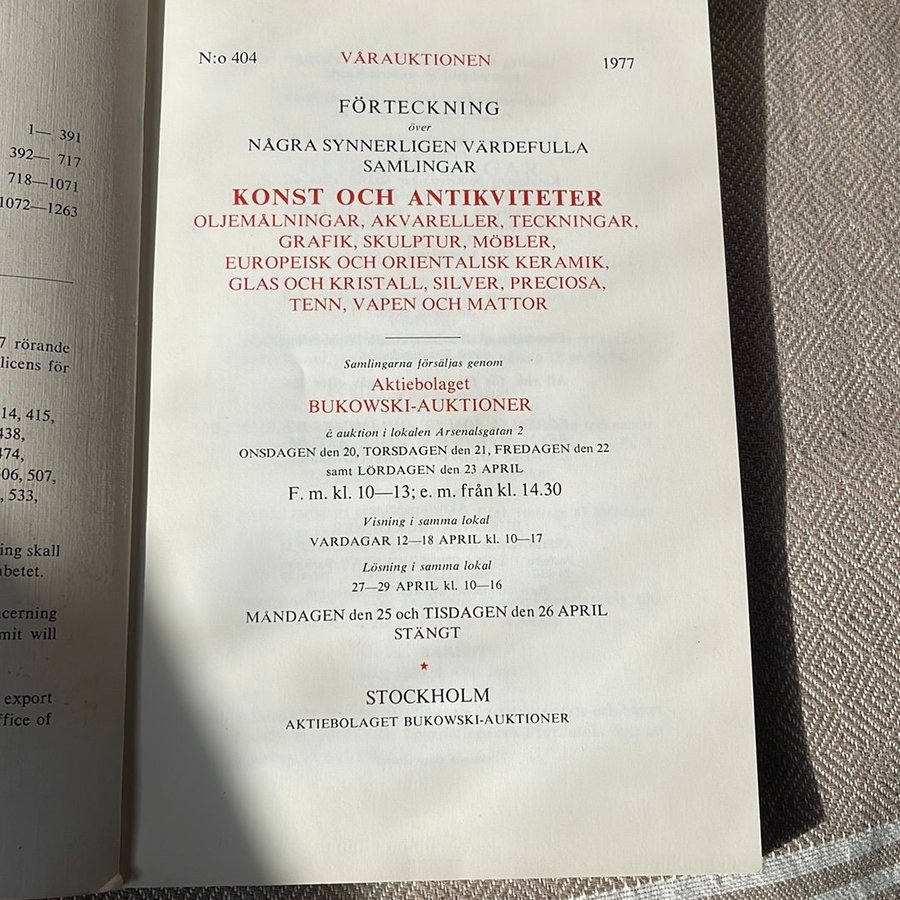 1— 391
392— 717
718—1071
1072—1263
7 rörande
licens för
14, 415,
438,
474,
506, 507,
, 533,
ing skall
betet.
ncerning
mit will
export
ffice of
N:o 404 VÅRAUKTIONEN 1977
FÖRTECKNING
över
NÅGRA SYNNERLIGEN VÄRDEFULLA
SAMLINGAR
KONST OCH ANTIKVITETER
OLJEMÅLNINGAR, AKVARELLER, TECKNINGAR,
GRAFIK, SKULPTUR, MÖBLER,
EUROPEISK OCH ORIENTALISK KERAMIK,
GLAS OCH KRISTALL, SILVER, PRECIOSA,
TENN, VAPEN OCH MATTOR
Samlingarna försäljas genom
Aktiebolaget
BUKOWSKI-AUKTIONER
å auktion i lokalen Arsenalsgatan 2
ONSDAGEN den 20, TORSDAGEN den 21, FREDAGEN den 22
samt LÖRDAGEN den 23 APRIL
F. m. kl. 10—13; e. m. från kl. 14.30
Visning i samma lokal
VARDAGAR 12—18 APRIL kl. 10—17
Lösning i samma lokal
27—29 APRIL kl. 10—16
MÅNDAGEN den 25 och TISDAGEN den 26 APRIL
STÄNGT
STOCKHOLM
AKTIEBOLAGET BUKOWSKI-AUKTIONER